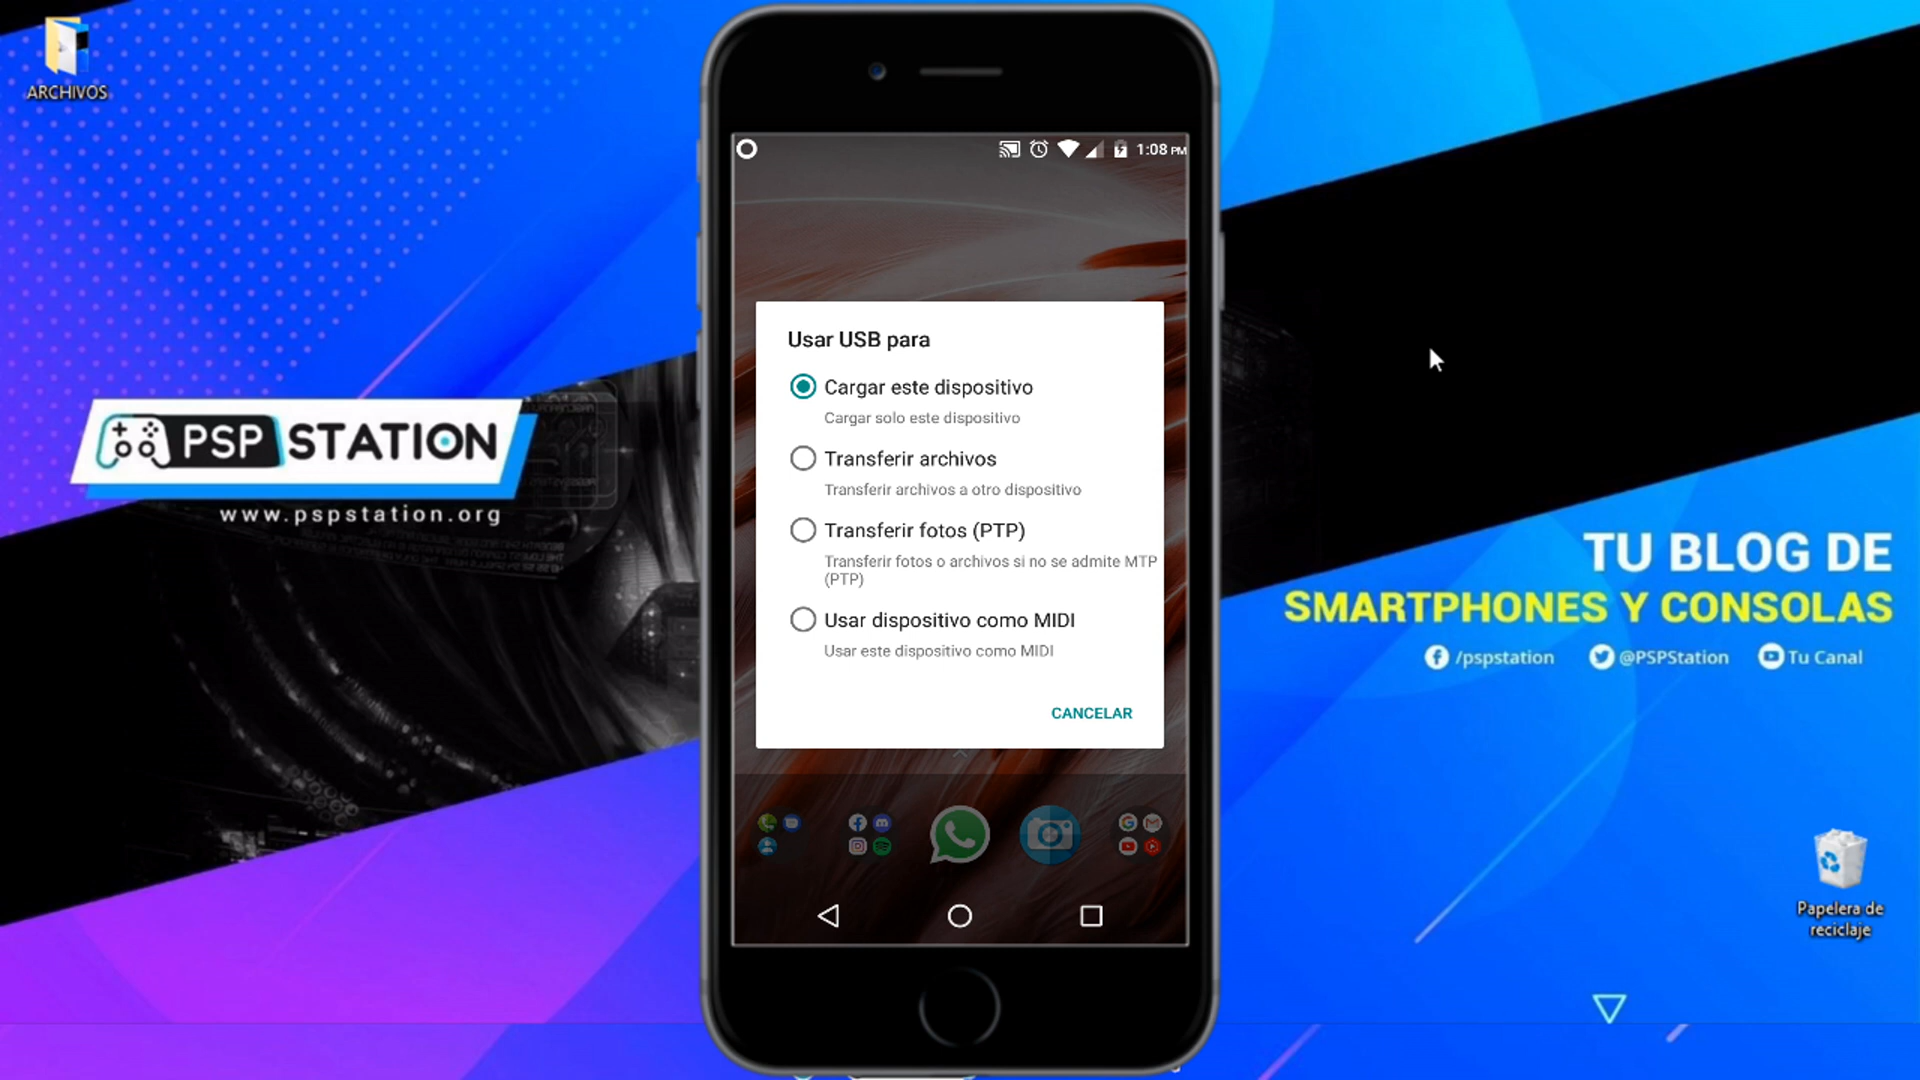 ARCHIVOS
1:08 PM
Usar USB para
Cargar este dispositivo
Cargar solo este dispositivo
Transferir archivos
Transferir archivos a otro dispositivo
Transferir fotos (PTP)
Transferir fotos o archivos si no se admite MTP
(PTP)
Usar dispositivo como MIDI
Usar este dispositivo como MIDI
CANCELAR
PSP STATION
www.pspstation.org
TU BLOG DE
SMARTPHONES Y CONSOLAS
/pspstation @PSPStation Tu Canal
Papelera de
reciclaje